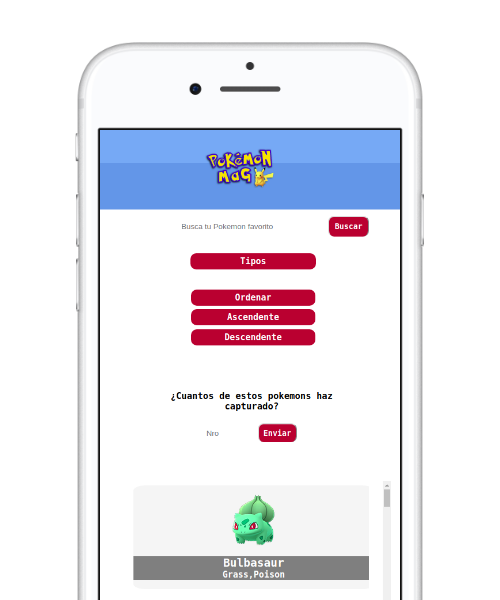 PoKéMoN
MaG
Busca tu Pokemon favorito
Buscar
Tipos
Ordenar
Ascendente
Descendente
¿Cuantos de estos pokemons haz
capturado?
Nro
Enviar
Bulbasaur
Grass,Poison